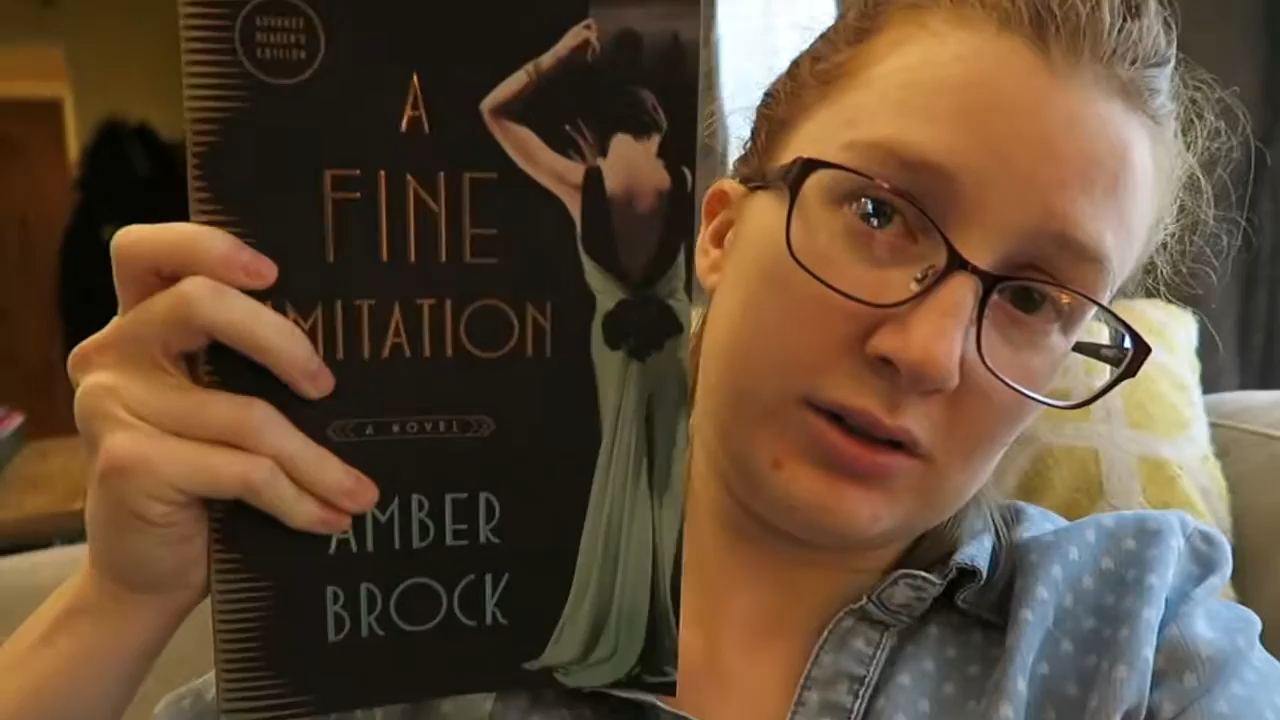 ADVANCE
READER'S
EDITION
A
FINE
IMITATION
A NOVEL
AMBER
BROCK